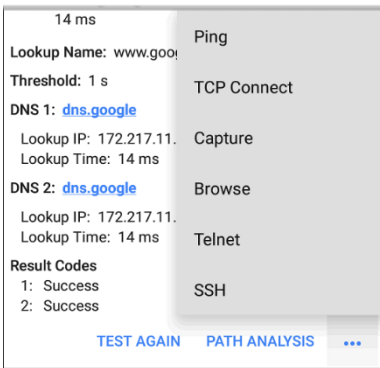 14 ms
Lookup Name: www.goo
Threshold: 1 s
DNS 1: dns.google
Lookup IP: 172.217.11.
Lookup Time: 14 ms
DNS 2: dns.google
Lookup IP: 172.217.11.
Lookup Time: 14 ms
Result Codes
1: Success
2: Success
Ping
TCP Connect
Capture
Browse
Telnet
SSH
TEST AGAIN PATH ANALYSIS